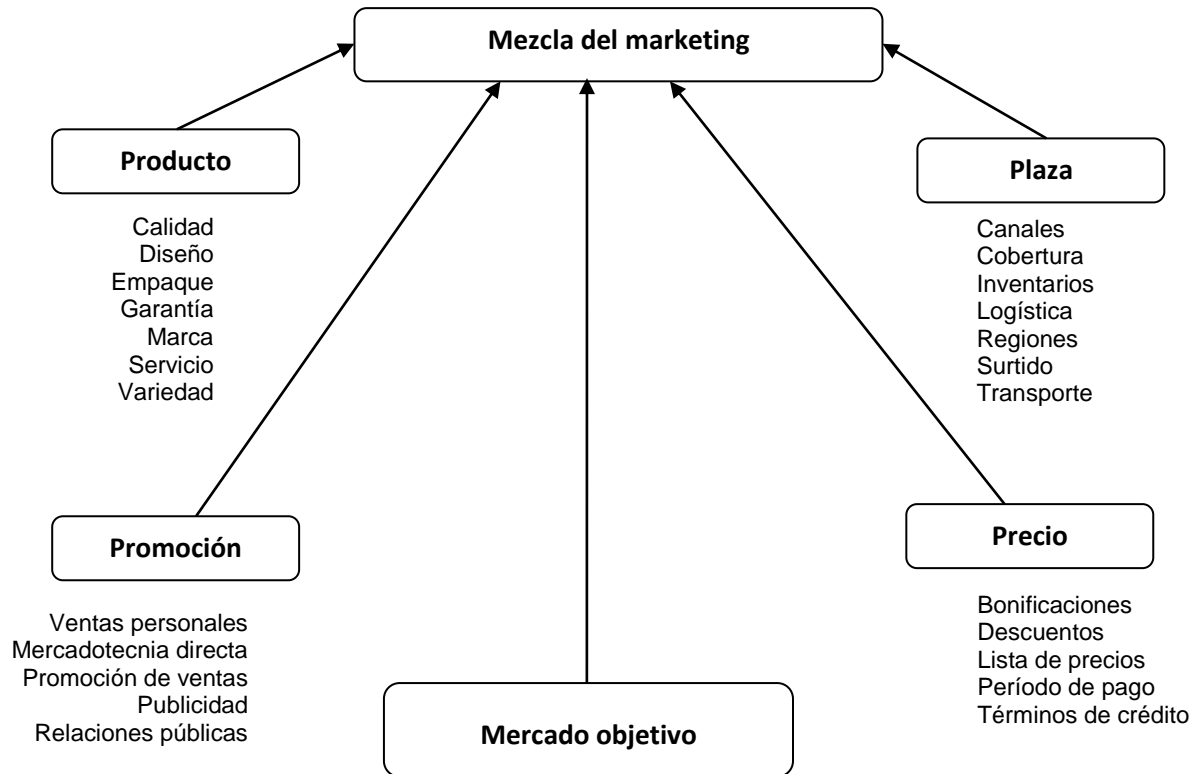 Mezcla del marketing
Producto
Calidad
Diseño
Empaque
Garantía
Marca
Servicio
Variedad
Plaza
Canales
Cobertura
Inventarios
Logística
Regiones
Surtido
Transporte
Promoción
Ventas personales
Mercadotecnia directa
Promoción de ventas
Publicidad
Relaciones públicas
Mercado objetivo
Precio
Bonificaciones
Descuentos
Lista de precios
Período de pago
Términos de crédito